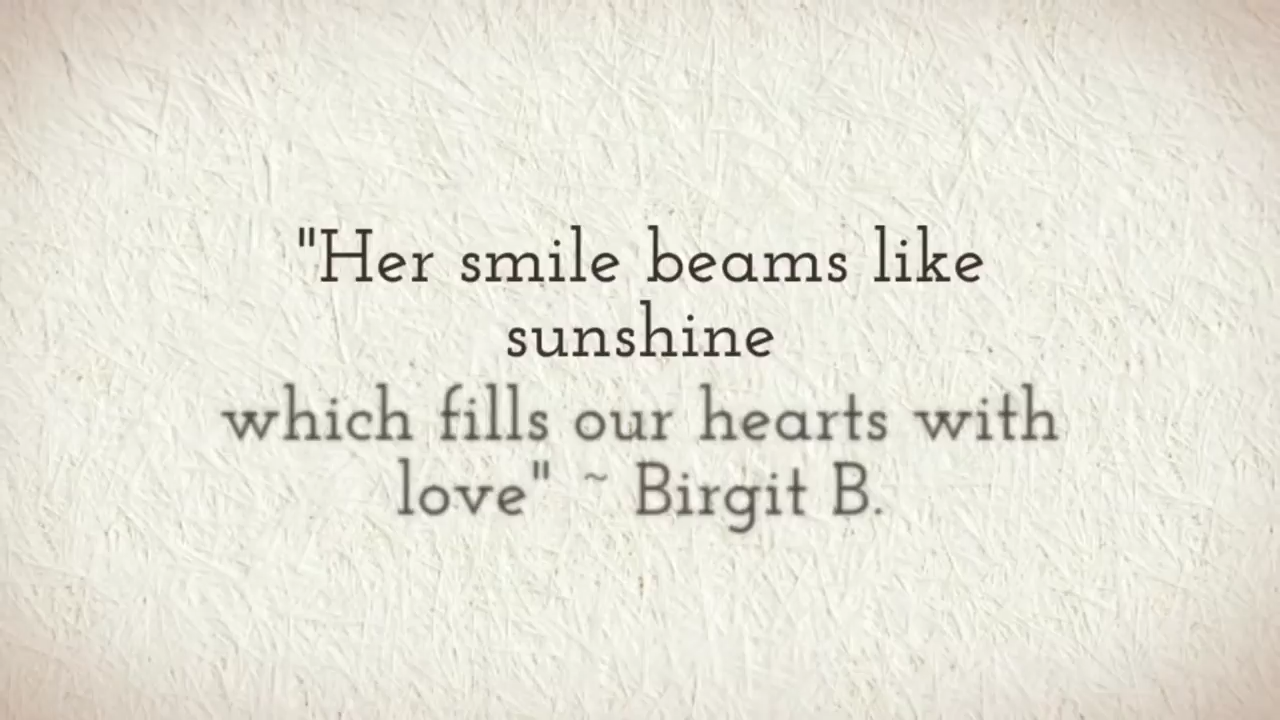 "Her smile beams like
sunshine
which fills our hearts with
love" ~ Birgit B.